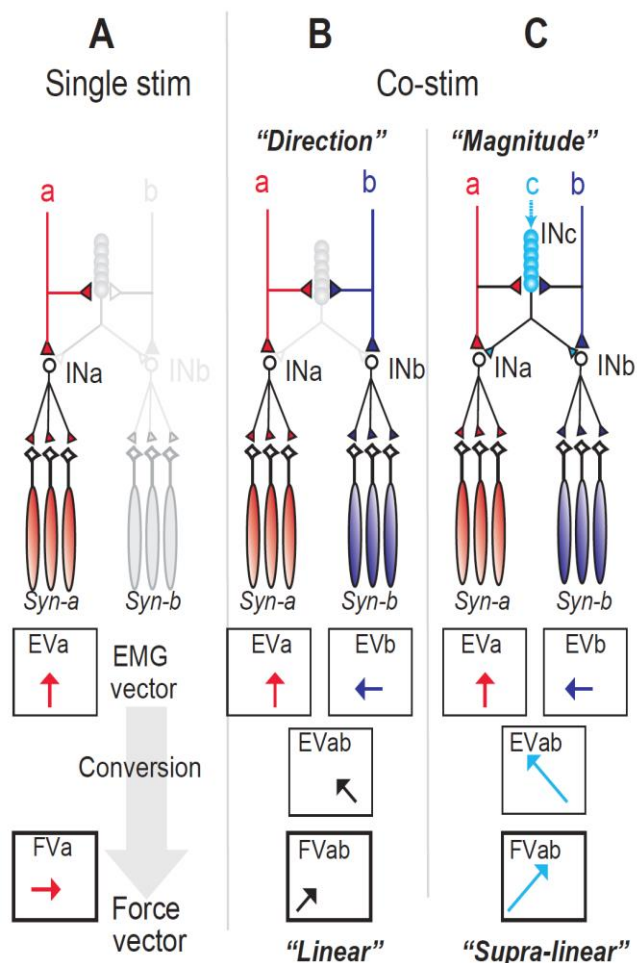 A
B
C
Single stim
Co-stim
“Direction”
“Magnitude”
a
b
a
b
a
c
b
INc
INa
INb
INa
INb
INa
INb
Syn-a
Syn-b
Syn-a
Syn-b
Syn-a
Syn-b
EVa
EMG
vector
EVa
EVb
EVa
EVb
Conversion
EVab
EVab
FVa
Force
vector
FVab
FVab
“Linear”
“Supra-linear”